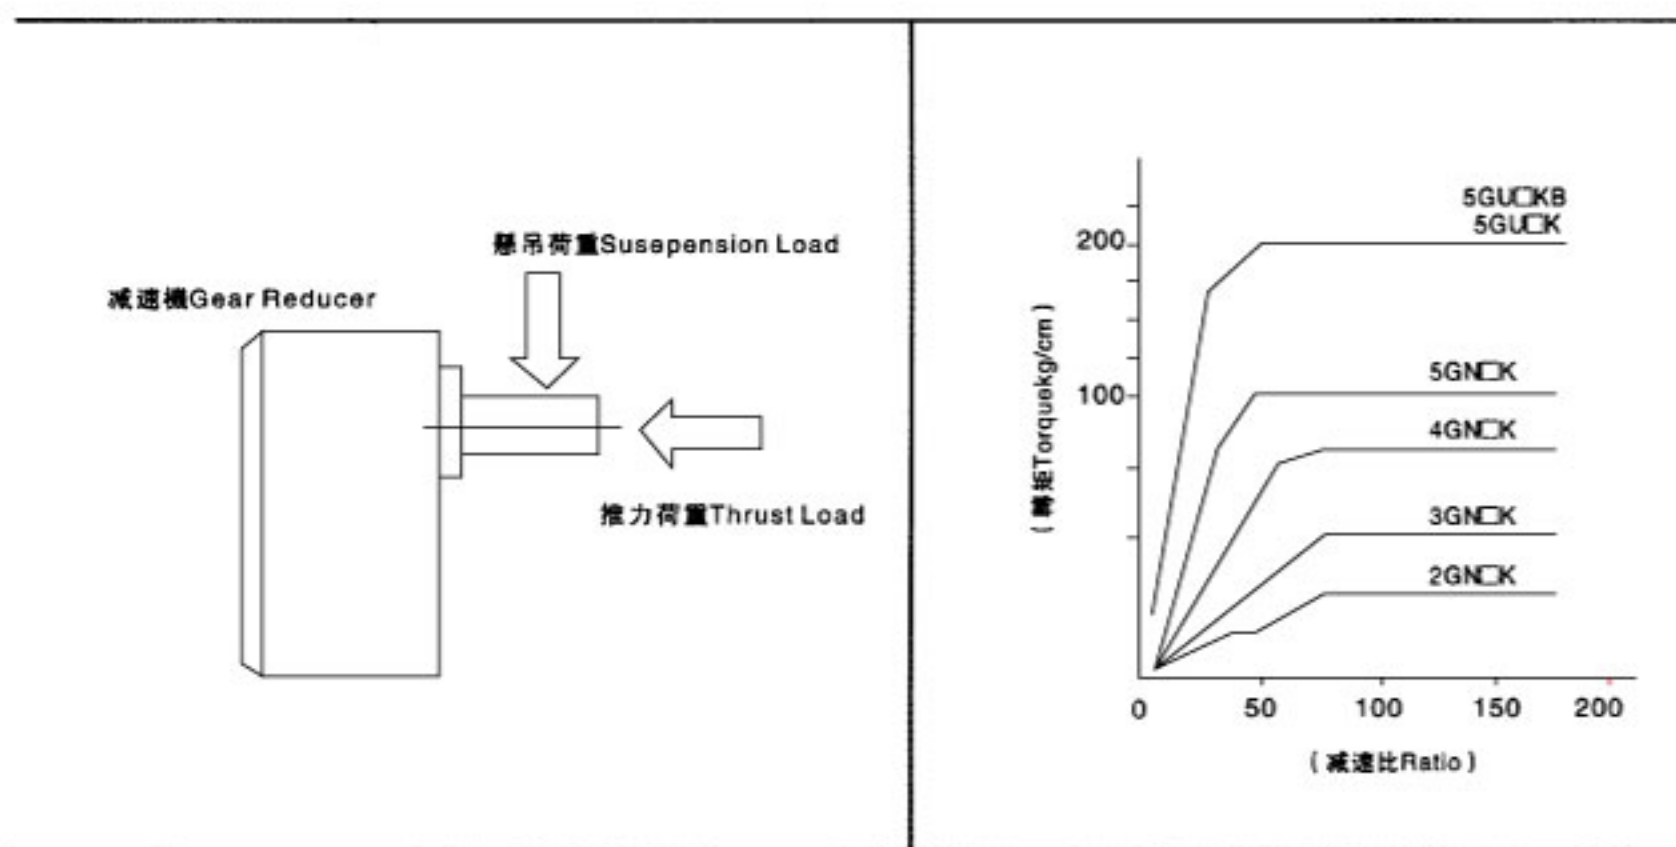 懸吊荷重Susepension Load
减速機Gear Reducer
推力荷重Thrust Load
5GU□KB
5GU□K
200
5GN□K
100
4GN□K
3GN□K
2GN□K
(轉矩Torquekg/cm)
0 50 100 150 200
(减速比Ratio)